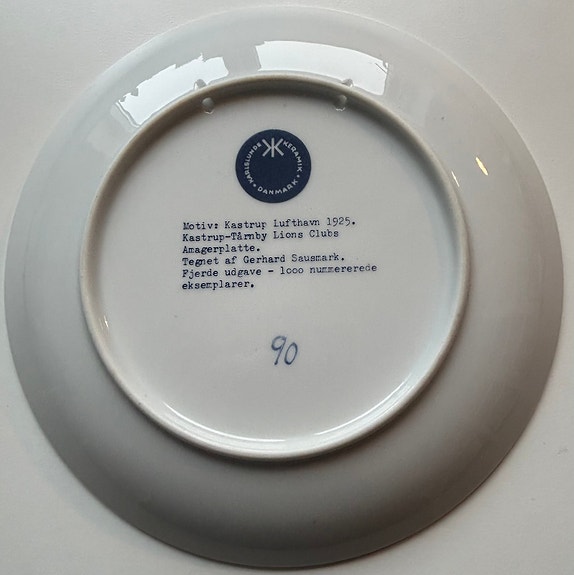 KARLSLUNDE KERAMIK
DANMARK
Motiv: Kastrup Lufthavn 1925.
Kastrup-Tårnby Lions Clubs
Amagerplatte.
Tegnet af Gerhard Sausmark.
Fjerde udgave - 1ooo nummererede
eksemplarer.
90